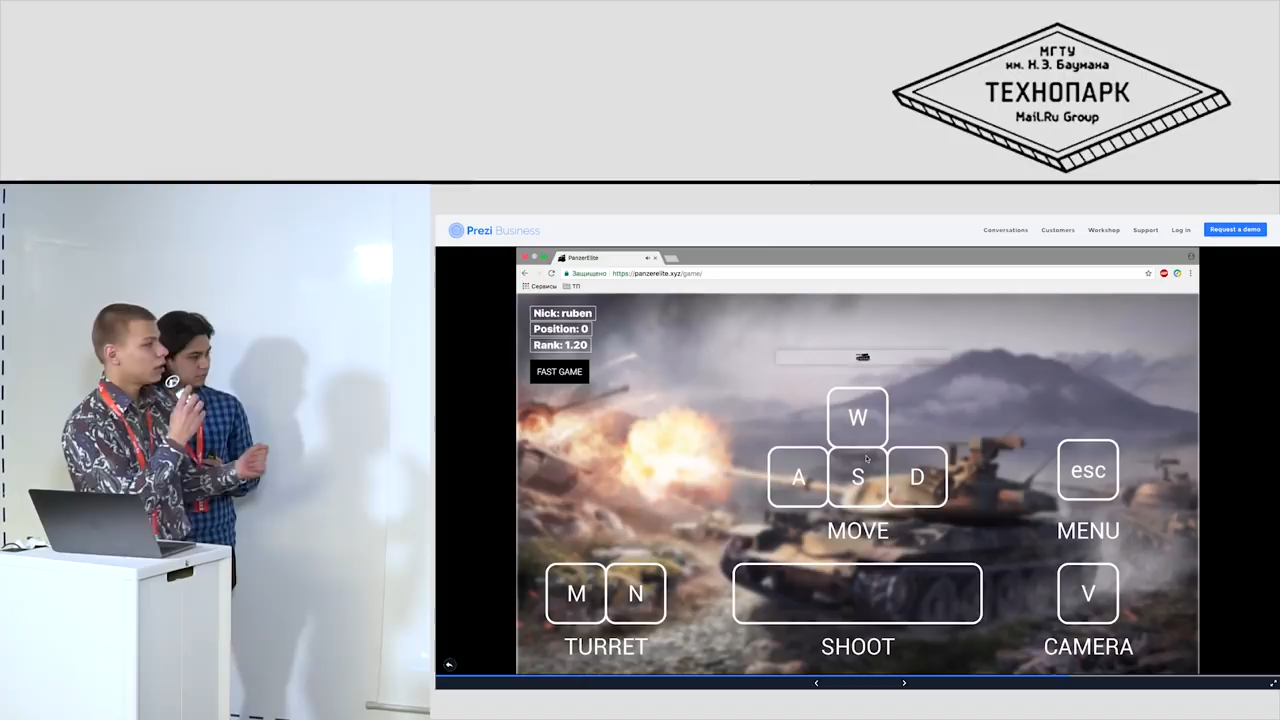 МГТУ
им. Н.Э. Баумана
ТЕХНОПАРК
Mail.Ru Group
Prezi Business
Conversations Customers Workshop Support Log in Request a demo
PanzerElite
Защищено https://panzerelite.xyz/game/
Сервисы ТП
Nick: ruben
Position: 0
Rank: 1.20
FAST GAME
W
A S D
MOVE
esc
MENU
M N
TURRET
SHOOT
V
CAMERA